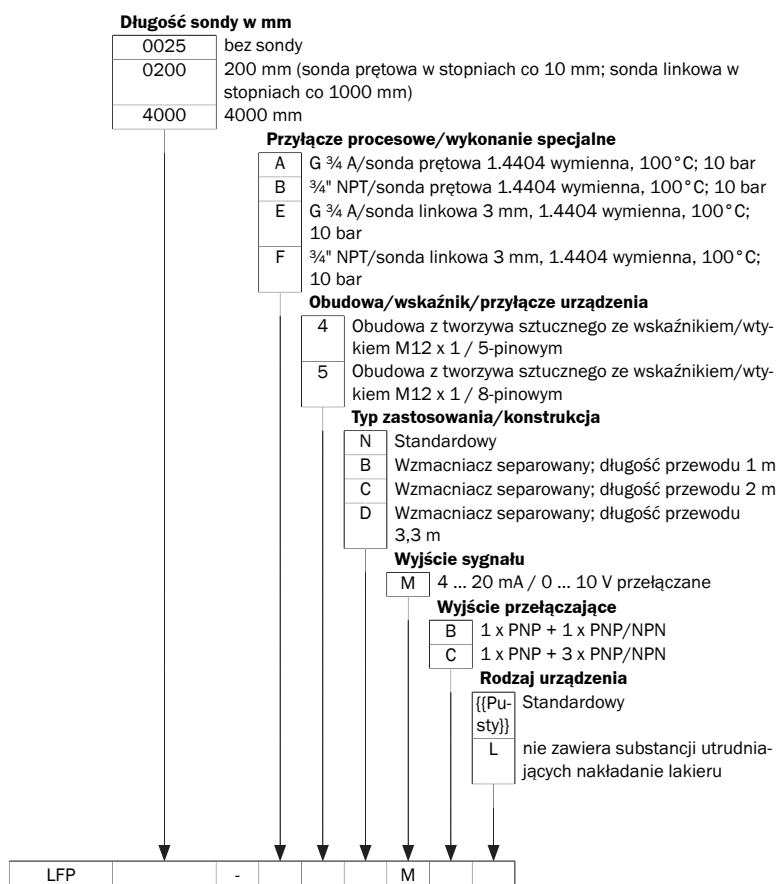 Długość sondy w mm
0025 bez sondy
0200 200 mm (sonda prętowa w stopniach co 10 mm; sonda linkowa w
stopniach co 1000 mm)
4000 4000 mm
Przyłącze procesowe/wykonanie specjalne
A G ¾ A/sonda prętowa 1.4404 wymienna, 100°C; 10 bar
B ¾" NPT/sonda prętowa 1.4404 wymienna, 100°C; 10 bar
E G ¾ A/sonda linkowa 3 mm, 1.4404 wymienna, 100°C;
10 bar
F ¾" NPT/sonda linkowa 3 mm, 1.4404 wymienna, 100°C;
10 bar
Obudowa/wskaźnik/przyłącze urządzenia
4 Obudowa z tworzywa sztucznego ze wskaźnikiem/wty-
kiem M12 x 1 / 5-pinowym
5 Obudowa z tworzywa sztucznego ze wskaźnikiem/wty-
kiem M12 x 1 / 8-pinowym
Typ zastosowania/konstrukcja
N Standardowy
B Wzmacniacz separowany; długość przewodu 1 m
C Wzmacniacz separowany; długość przewodu 2 m
D Wzmacniacz separowany; długość przewodu
3,3 m
Wyjście sygnału
M 4 ... 20 mA / 0 ... 10 V przełączane
Wyjście przełączające
B 1 x PNP + 1 x PNP/NPN
C 1 x PNP + 3 x PNP/NPN
Rodzaj urządzenia
{{Pu- Standardowy
sty}}
L nie zawiera substancji utrudnia-
jących nakładanie lakieru
LFP - M